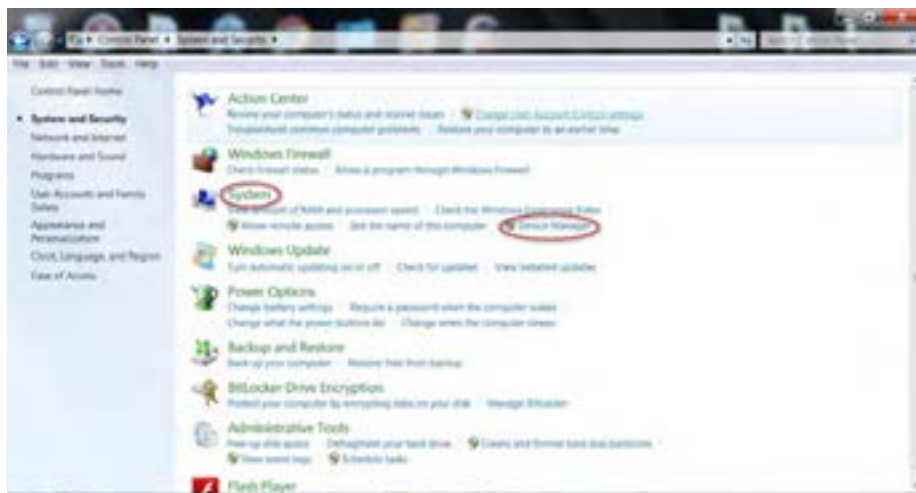 Control Panel ▸ System and Security ▸
File Edit View Tools Help
Control Panel Home
System and Security
Network and Internet
Hardware and Sound
Programs
User Accounts and Family
Safety
Appearance and
Personalization
Clock, Language, and Region
Ease of Access
Action Center
Review your computer's status and resolve issues Change User Account Control settings
Troubleshoot common computer problems Restore your computer to an earlier time
Windows Firewall
Check firewall status Allow a program through Windows Firewall
System
View amount of RAM and processor speed Check the Windows Experience Index
Allow remote access See the name of this computer Device Manager
Windows Update
Turn automatic updating on or off Check for updates View installed updates
Power Options
Change battery settings Require a password when the computer wakes
Change what the power buttons do Change when the computer sleeps
Backup and Restore
Back up your computer Restore files from backup
BitLocker Drive Encryption
Protect your computer by encrypting data on your disk Manage BitLocker
Administrative Tools
Free up disk space Defragment your hard drive Create and format hard disk partitions
View event logs Schedule tasks
Flash Player